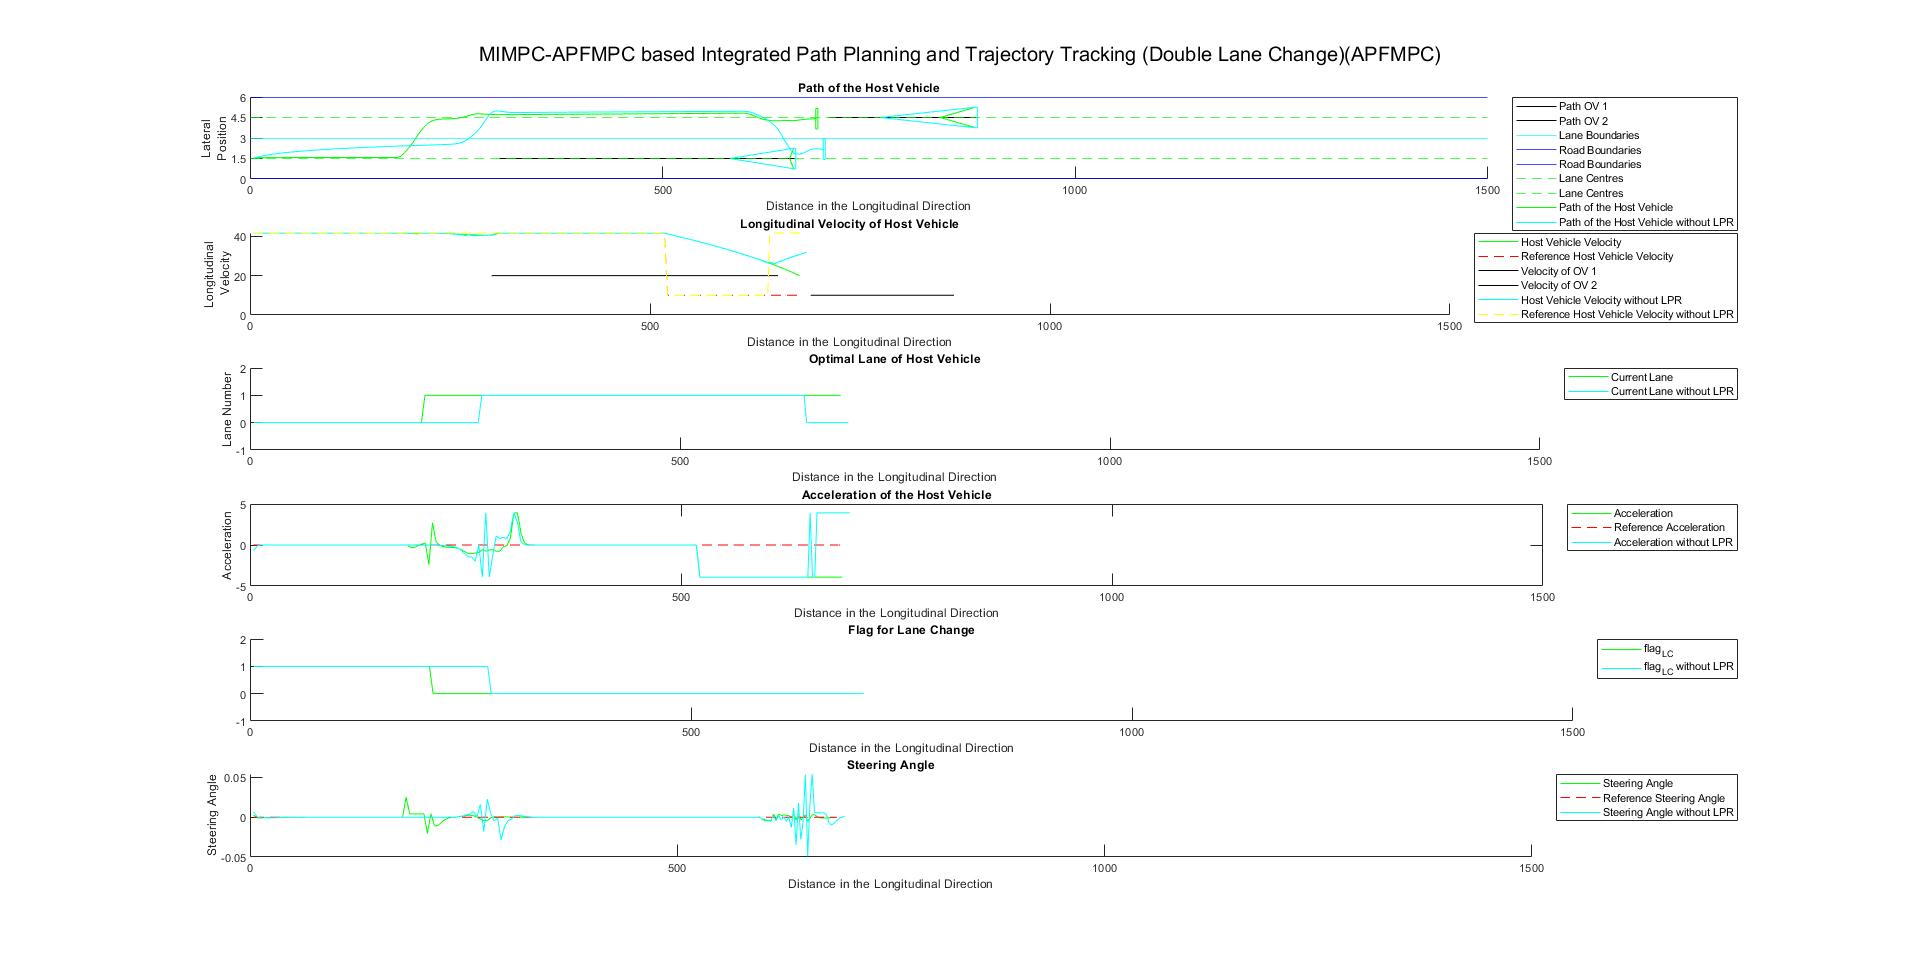 MIMPC-APFMPC based Integrated Path Planning and Trajectory Tracking (Double Lane Change)(APFMPC)
Path of the Host Vehicle
Lateral
Position
6
4.5
3
1.5
0
0 500 1000 1500
Distance in the Longitudinal Direction
Path OV 1
Path OV 2
Lane Boundaries
Road Boundaries
Road Boundaries
Lane Centres
Lane Centres
Path of the Host Vehicle
Path of the Host Vehicle without LPR
Longitudinal Velocity of Host Vehicle
Longitudinal
Velocity
40
20
0
0 500 1000 1500
Distance in the Longitudinal Direction
Host Vehicle Velocity
Reference Host Vehicle Velocity
Velocity of OV 1
Velocity of OV 2
Host Vehicle Velocity without LPR
Reference Host Vehicle Velocity without LPR
Optimal Lane of Host Vehicle
Lane Number
2
1
0
-1
0 500 1000 1500
Distance in the Longitudinal Direction
Current Lane
Current Lane without LPR
Acceleration of the Host Vehicle
Acceleration
5
0
-5
0 500 1000 1500
Distance in the Longitudinal Direction
Acceleration
Reference Acceleration
Acceleration without LPR
Flag for Lane Change
2
1
0
-1
0 500 1000 1500
Distance in the Longitudinal Direction
flag LC
flag LC without LPR
Steering Angle
Steering Angle
0.05
0
-0.05
0 500 1000 1500
Distance in the Longitudinal Direction
Steering Angle
Reference Steering Angle
Steering Angle without LPR